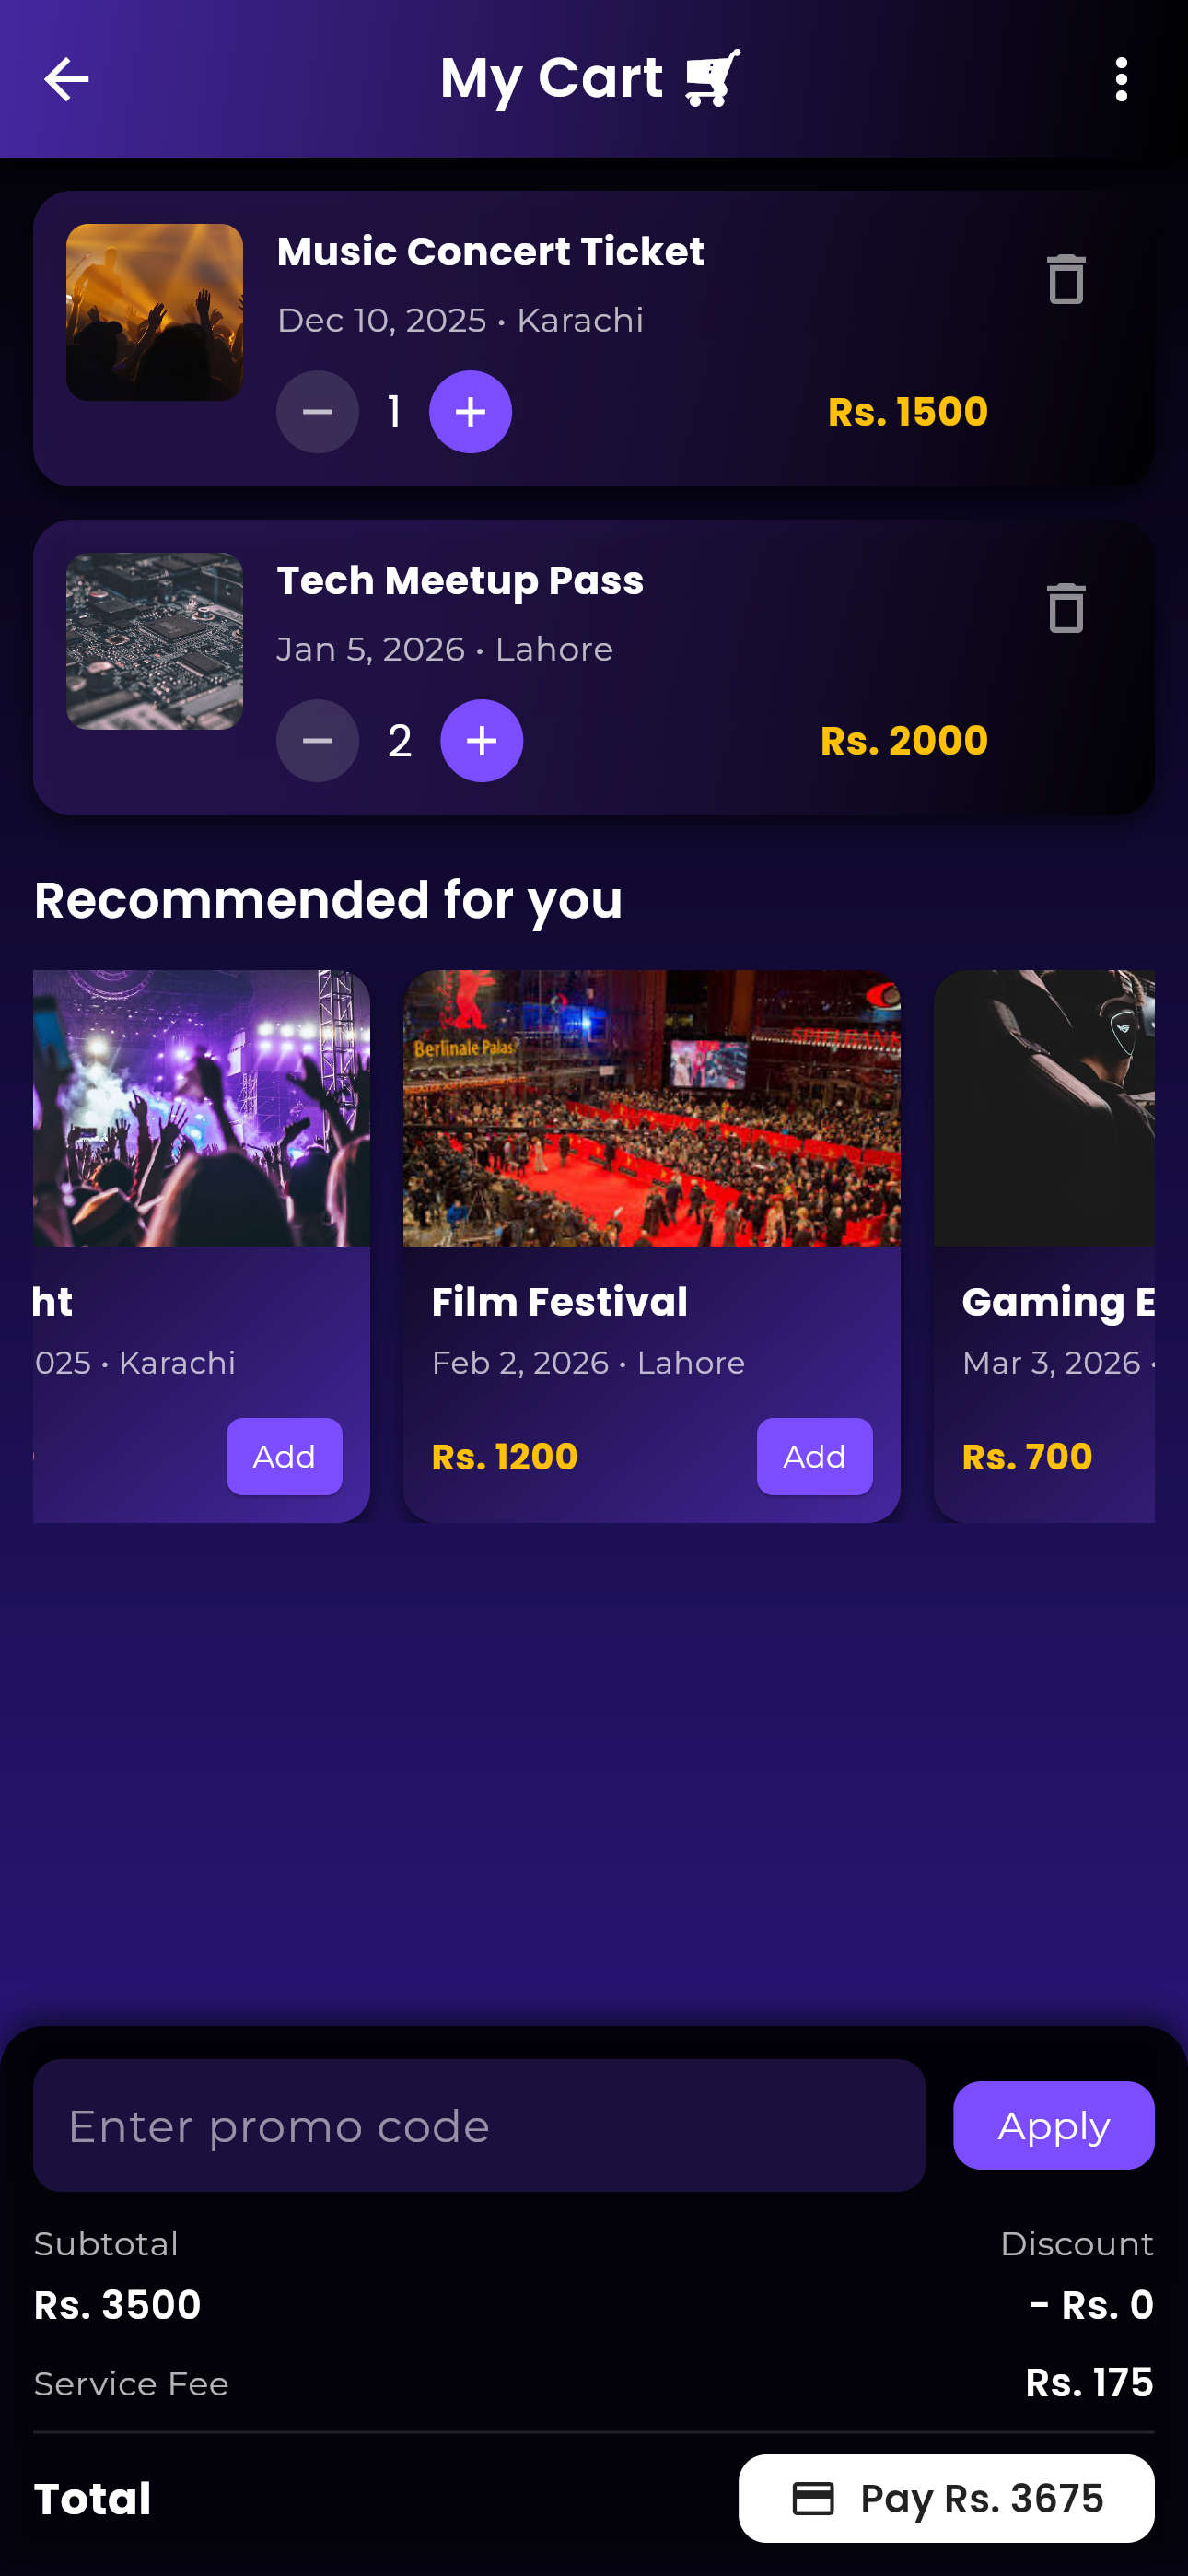 My Cart
Music Concert Ticket
Dec 10, 2025 • Karachi
1
Rs. 1500
Tech Meetup Pass
Jan 5, 2026 • Lahore
2
Rs. 2000
Recommended for you
Berlinale Palas
SPIELBANK
ht
025 • Karachi
Add
Film Festival
Feb 2, 2026 • Lahore
Rs. 1200
Add
Gaming E
Mar 3, 2026 •
Rs. 700
Enter promo code
Apply
Subtotal
Discount
Rs. 3500
- Rs. 0
Service Fee
Rs. 175
Total
Pay Rs. 3675